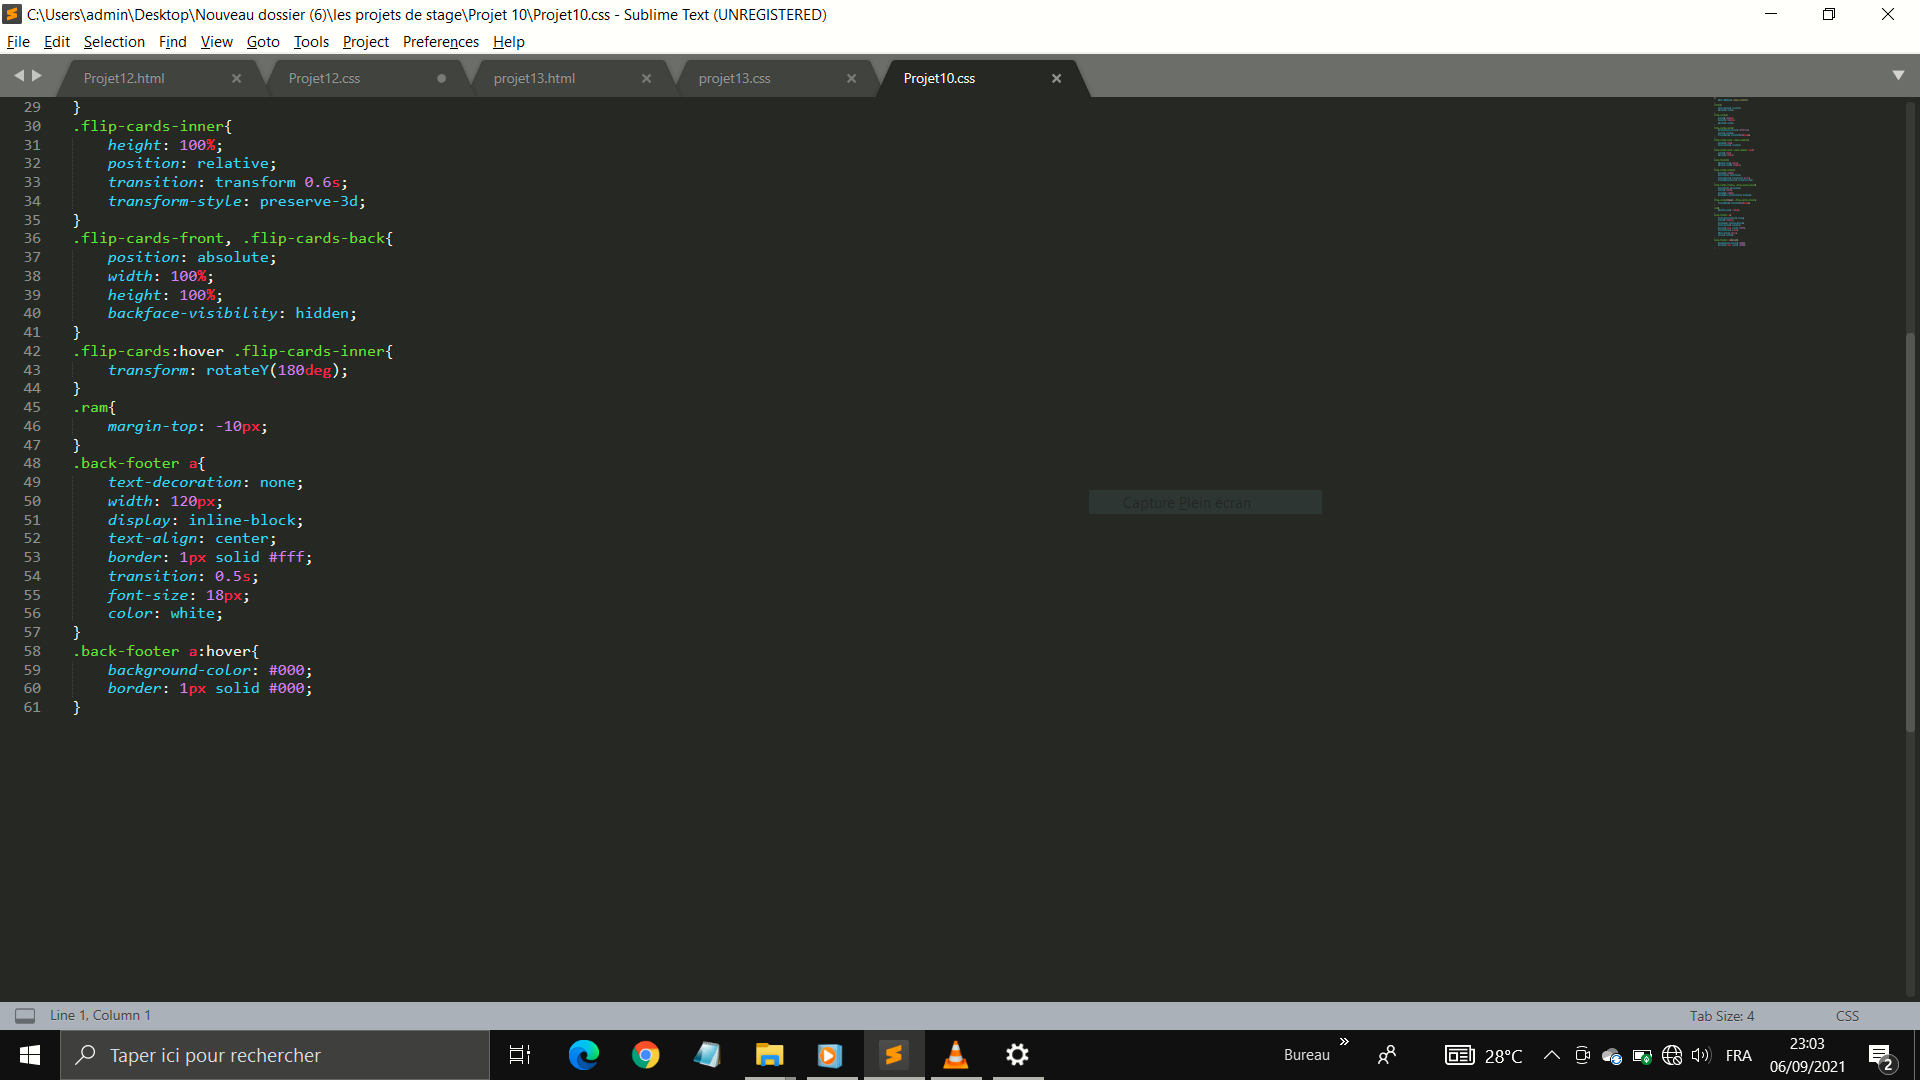 C:\Users\admin\Desktop\Nouveau dossier (6)\les projets de stage\Projet 10\Projet10.css - Sublime Text (UNREGISTERED)
File Edit Selection Find View Goto Tools Project Preferences Help
Projet12.html Projet12.css projet13.html projet13.css Projet10.css
29 }
30 .flip-cards-inner{
31 height: 100%;
32 position: relative;
33 transition: transform 0.6s;
34 transform-style: preserve-3d;
35 }
36 .flip-cards-front, .flip-cards-back{
37 position: absolute;
38 width: 100%;
39 height: 100%;
40 backface-visibility: hidden;
41 }
42 .flip-cards:hover .flip-cards-inner{
43 transform: rotateY(180deg);
44 }
45 .ram{
46 margin-top: -10px;
47 }
48 .back-footer a{
49 text-decoration: none;
50 width: 120px;
51 display: inline-block;
52 text-align: center;
53 border: 1px solid #fff;
54 transition: 0.5s;
55 font-size: 18px;
56 color: white;
57 }
58 .back-footer a:hover{
59 background-color: #000;
60 border: 1px solid #000;
61 }
Capture Plein écran
Line 1, Column 1 Tab Size: 4 CSS
Taper ici pour rechercher Bureau » 28°C FRA 23:03
06/09/2021 2